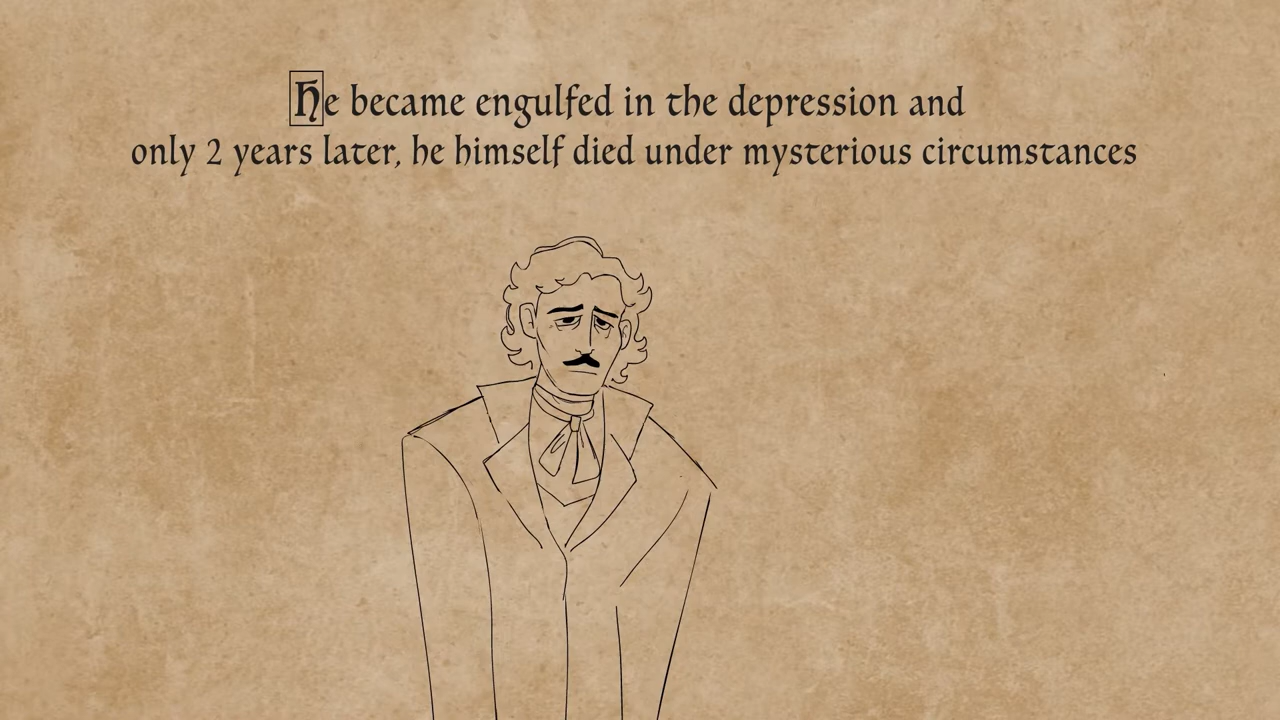 He became engulfed in the depression and
only 2 years later, he himself died under mysterious circumstances